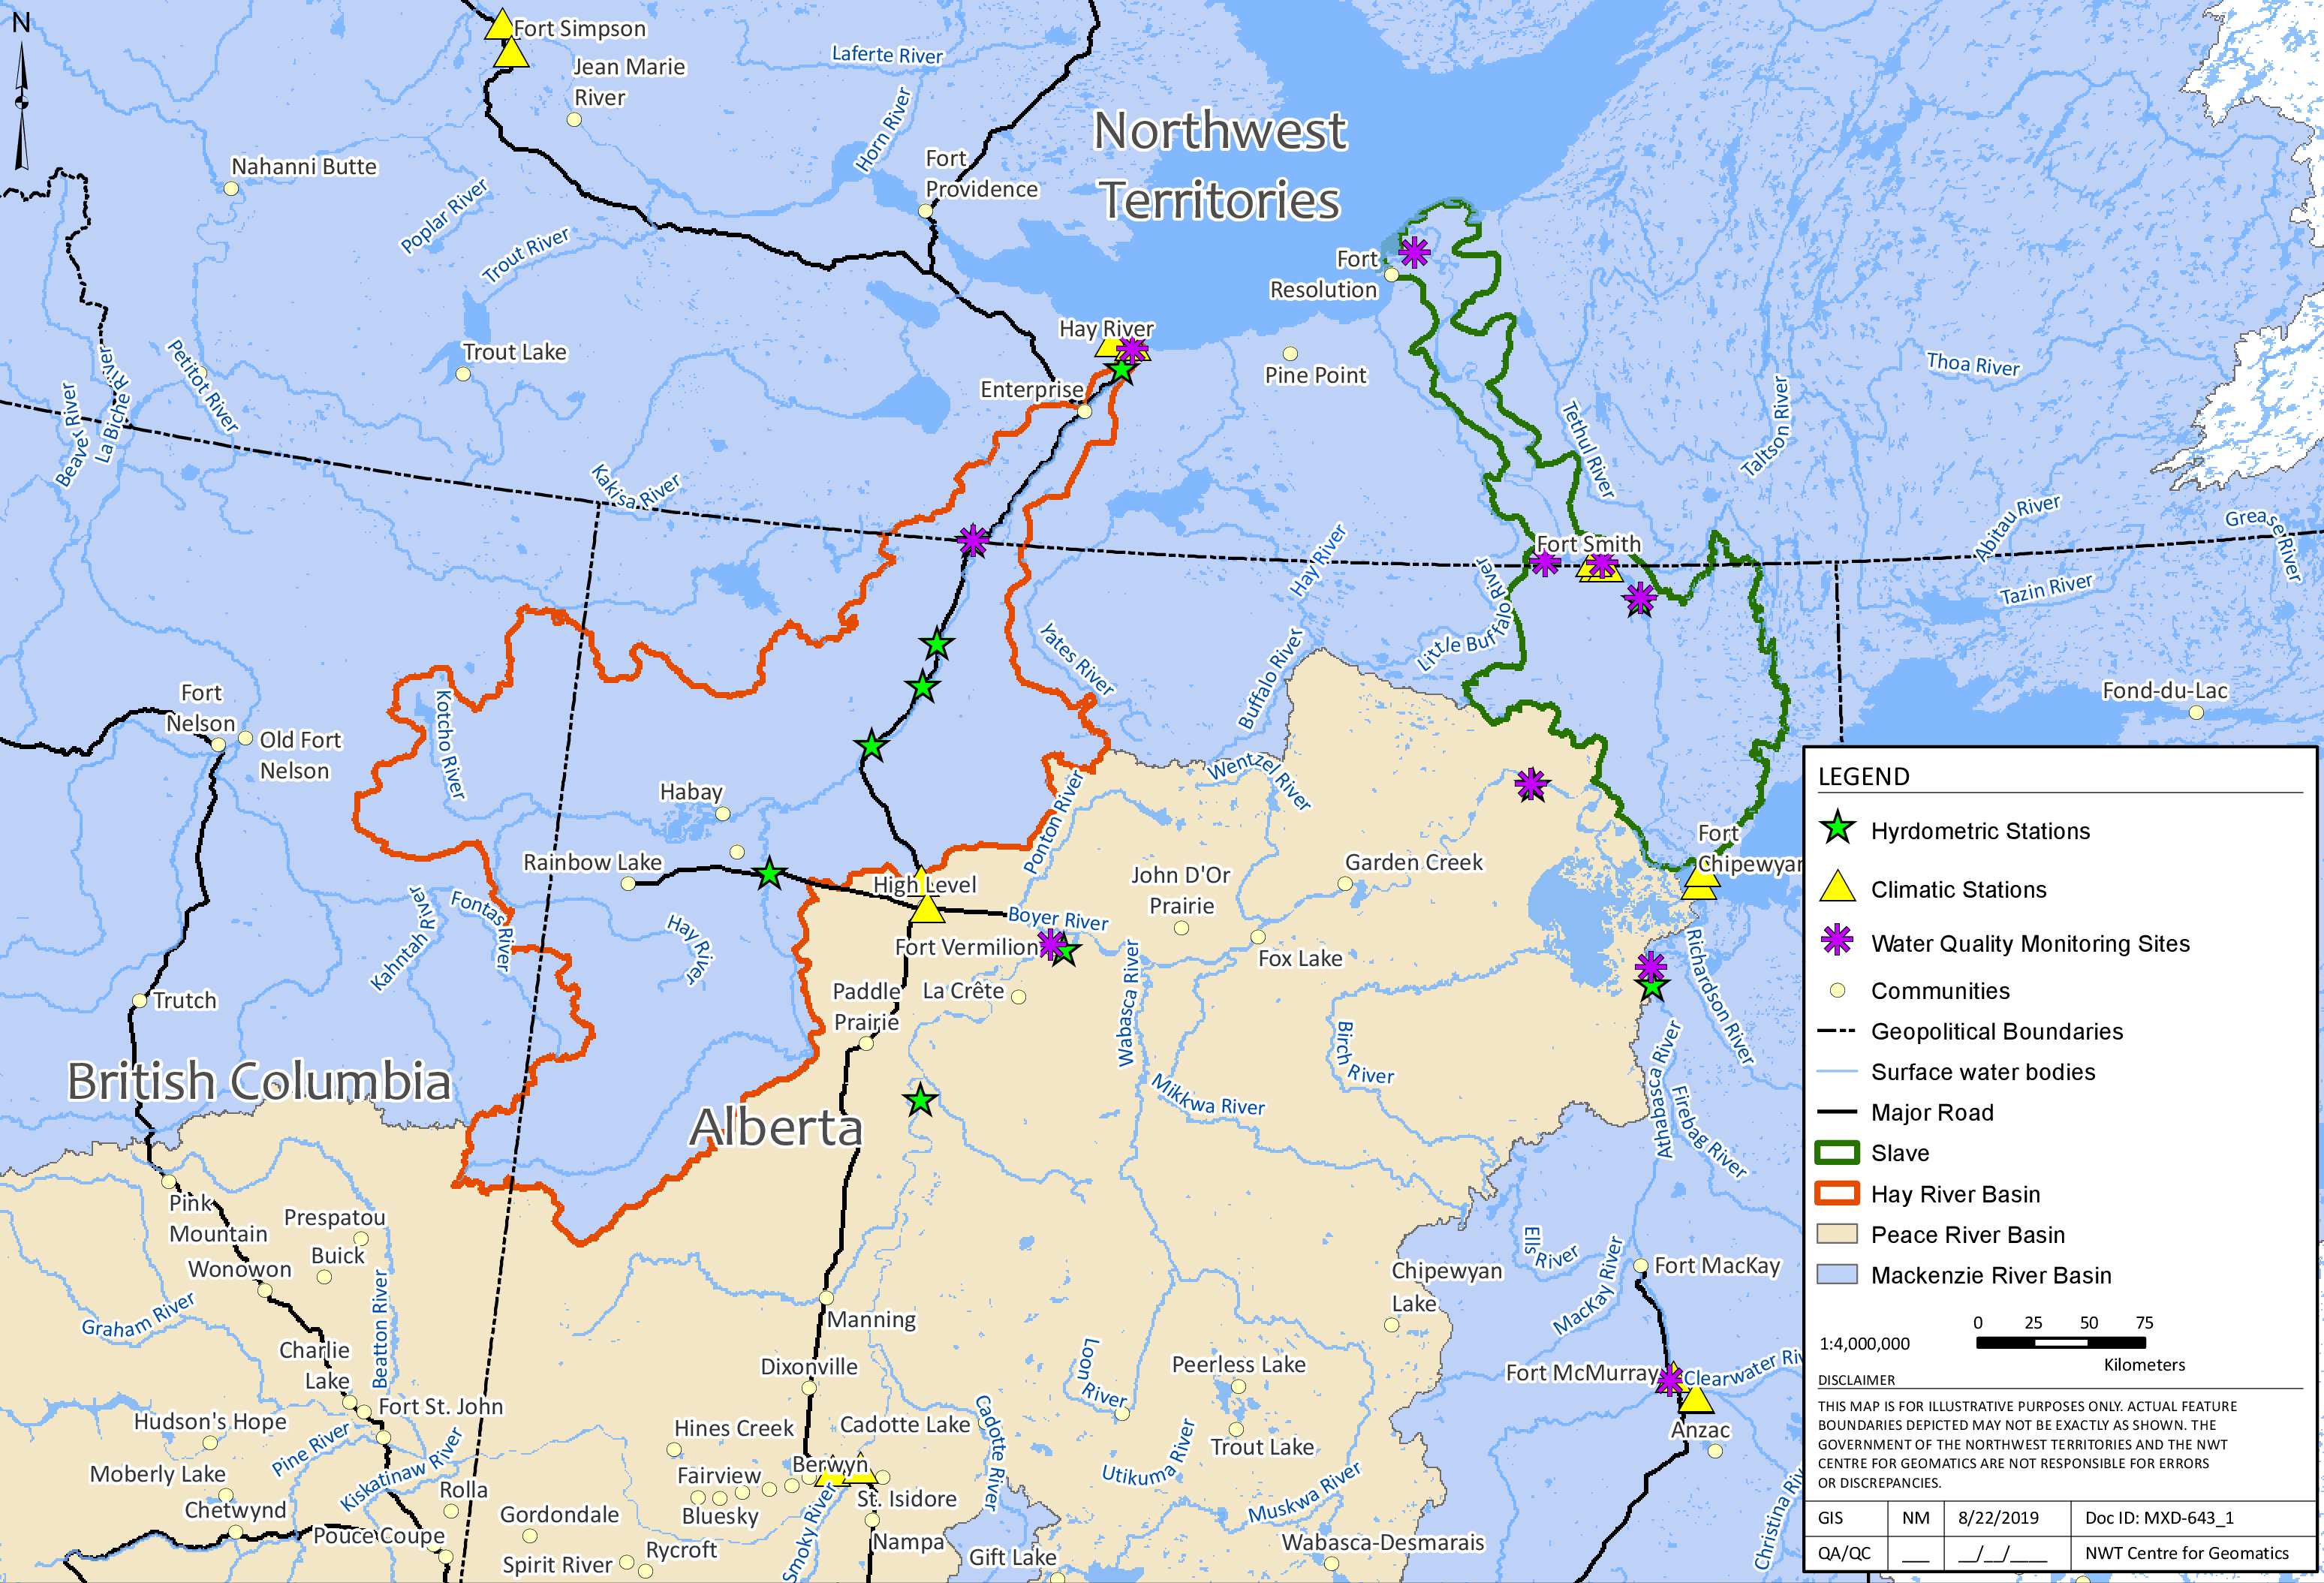 N
Fort Simpson
Jean Marie
River
Laferte River
Horn River
Northwest
Territories
Nahanni Butte
Fort
Providence
Poplar River
Trout River
Fort
Resolution
Hay River
Trout Lake
Petitot River
Enterprise
Pine Point
Thoa River
Beaver River
La Biche River
Kakisa River
Tethul River
Taltson River
Abitau River
Grease River
Fort Smith
Hay River
Little Buffalo River
Tazin River
Yates River
Buffalo River
Fort
Nelson
Old Fort
Nelson
Kotcho River
Fond-du-Lac
Wentzel River
Habay
Ponton River
Rainbow Lake
High Level
John D'Or
Prairie
Garden Creek
Fort
Chipewyan
Kahntah River
Fontas River
Hay River
Boyer River
Fort Vermilion
Fox Lake
Wabasca River
Richardson River
Trutch
Paddle
Prairie
La Crête
Birch River
Athabasca River
Firebag River
British Columbia
Alberta
Mikkwa River
Pink
Mountain
Prespatou
Buick
Wonowon
Graham River
Beatton River
Ells River
MacKay River
Fort MacKay
Chipewyan
Lake
Manning
Charlie
Lake
Dixonville
Loon
River
Peerless Lake
Fort McMurray
Clearwater Riv
Hudson's Hope
Fort St. John
Pine River
Kiskatinaw River
Hines Creek
Cadotte Lake
Cadotte River
Trout Lake
Anzac
Moberly Lake
Fairview
Berwyn
Utikuma River
Muskwa River
Chetwynd
Rolla
Gordondale
Bluesky
St. Isidore
Smoky River
Christina Riv
Pouce Coupe
Spirit River
Rycroft
Nampa
Gift Lake
Wabasca-Desmarais
LEGEND
Hyrdometric Stations
Climatic Stations
Water Quality Monitoring Sites
Communities
Geopolitical Boundaries
Surface water bodies
Major Road
Slave
Hay River Basin
Peace River Basin
Mackenzie River Basin
0 25 50 75
1:4,000,000
Kilometers
DISCLAIMER
THIS MAP IS FOR ILLUSTRATIVE PURPOSES ONLY. ACTUAL FEATURE
BOUNDARIES DEPICTED MAY NOT BE EXACTLY AS SHOWN. THE
GOVERNMENT OF THE NORTHWEST TERRITORIES AND THE NWT
CENTRE FOR GEOMATICS ARE NOT RESPONSIBLE FOR ERRORS
OR DISCREPANCIES.
GIS NM 8/22/2019 Doc ID: MXD-643_1
QA/QC ___ __/__/____ NWT Centre for Geomatics